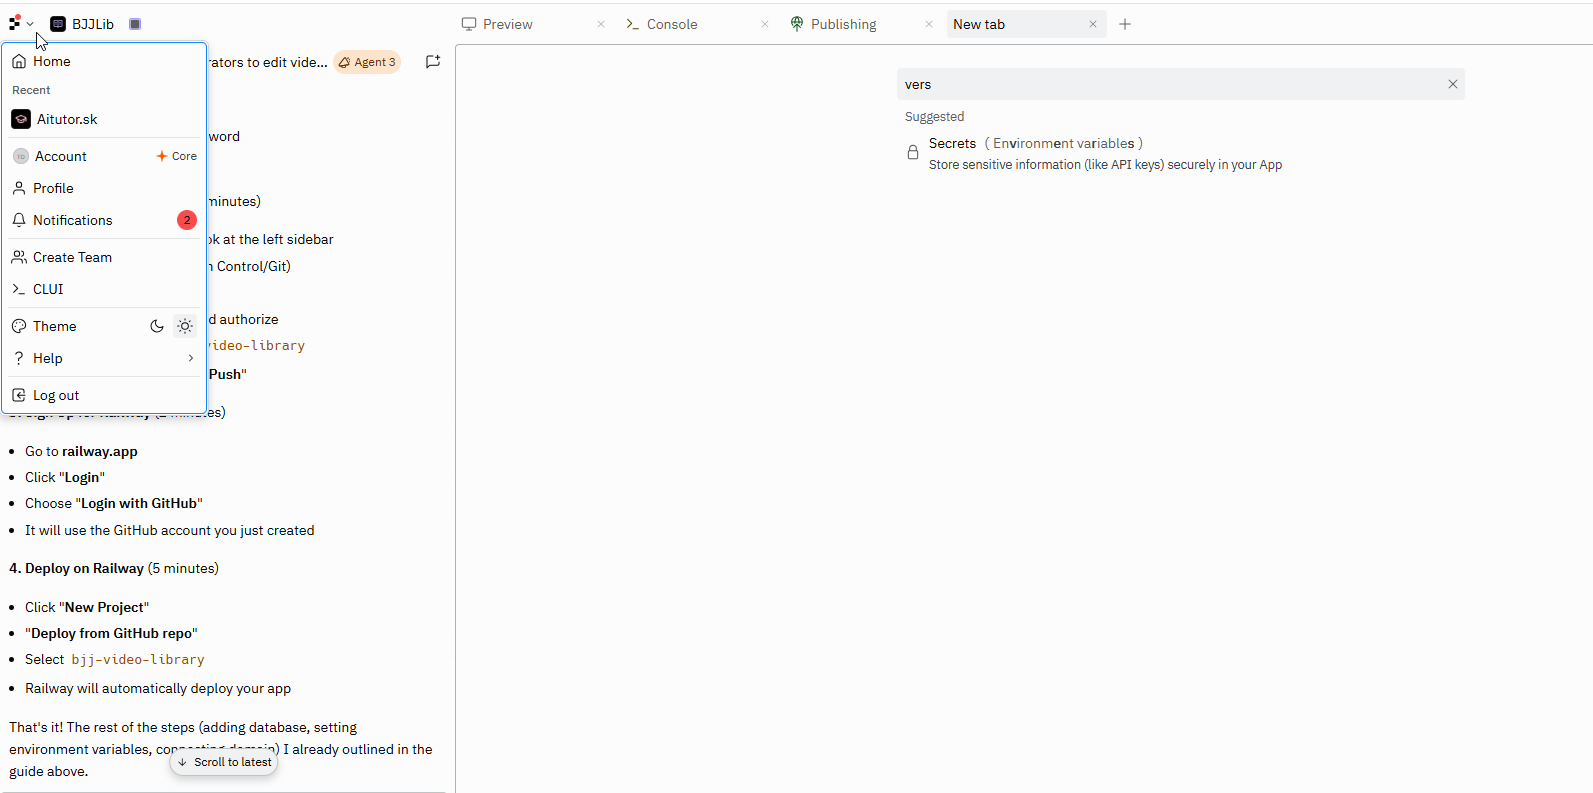 BJJLib
Preview
Console
Publishing
New tab
Home
Recent
Aitutor.sk
Account
Core
Profile
Notifications
2
Create Team
CLUI
Theme
Help
Log out
rators to edit vide...
Agent 3
word
minutes)
ok at the left sidebar
n Control/Git)
d authorize
video-library
Push"
es)
Go to railway.app
Click "Login"
Choose "Login with GitHub"
It will use the GitHub account you just created
4. Deploy on Railway (5 minutes)
Click "New Project"
"Deploy from GitHub repo"
Select bjj-video-library
Railway will automatically deploy your app
That's it! The rest of the steps (adding database, setting
environment variables, connecting domain) I already outlined in the
guide above.
Scroll to latest
vers
Suggested
Secrets ( Environment variables )
Store sensitive information (like API keys) securely in your App